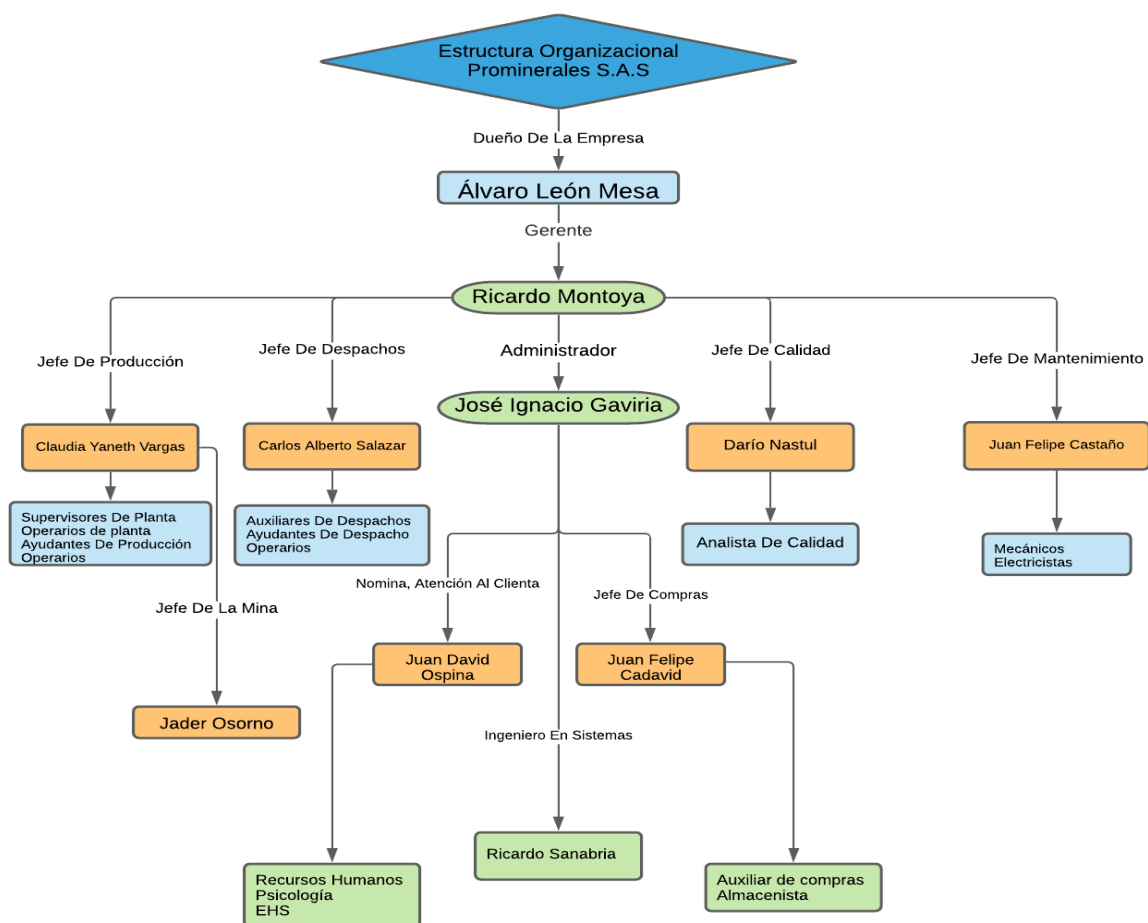 Estructura Organizacional
Prominerales S.A.S
Dueño De La Empresa
Álvaro León Mesa
Gerente
Ricardo Montoya
Jefe De Producción
Jefe De Despachos
Administrador
Jefe De Calidad
Jefe De Mantenimiento
José Ignacio Gaviria
Claudia Yaneth Vargas
Carlos Alberto Salazar
Darío Nastul
Juan Felipe Castaño
Supervisores De Planta
Operarios de planta
Ayudantes De Producción
Operarios
Auxiliares De Despachos
Ayudantes De Despacho
Operarios
Analista De Calidad
Mecánicos
Electricistas
Nomina, Atención Al Clienta
Jefe De Compras
Jefe De La Mina
Juan David
Ospina
Juan Felipe
Cadavid
Jader Osorno
Ingeniero En Sistemas
Ricardo Sanabria
Recursos Humanos
Psicología
EHS
Auxiliar de compras
Almacenista